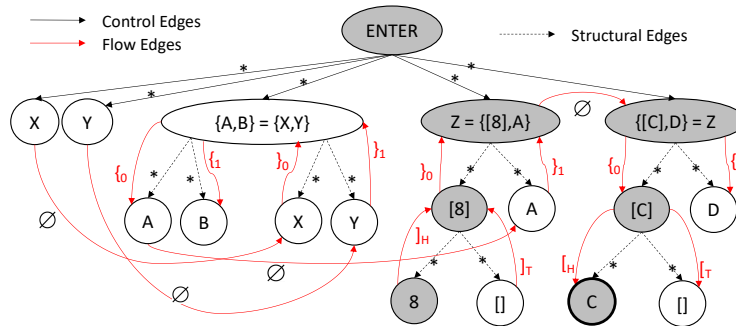 ENTER
Control Edges
Flow Edges
Structural Edges
* * * * *
∅
X Y {A,B} = {X,Y} Z = {[8],A} {[C],D} = Z
{0 {1 }0 }1 }0 }1 {0 {
* * * * * * * *
∅
A B X Y [8] A [C] D
]H ]T [H [T
∅
* * * *
∅
8 [] C []